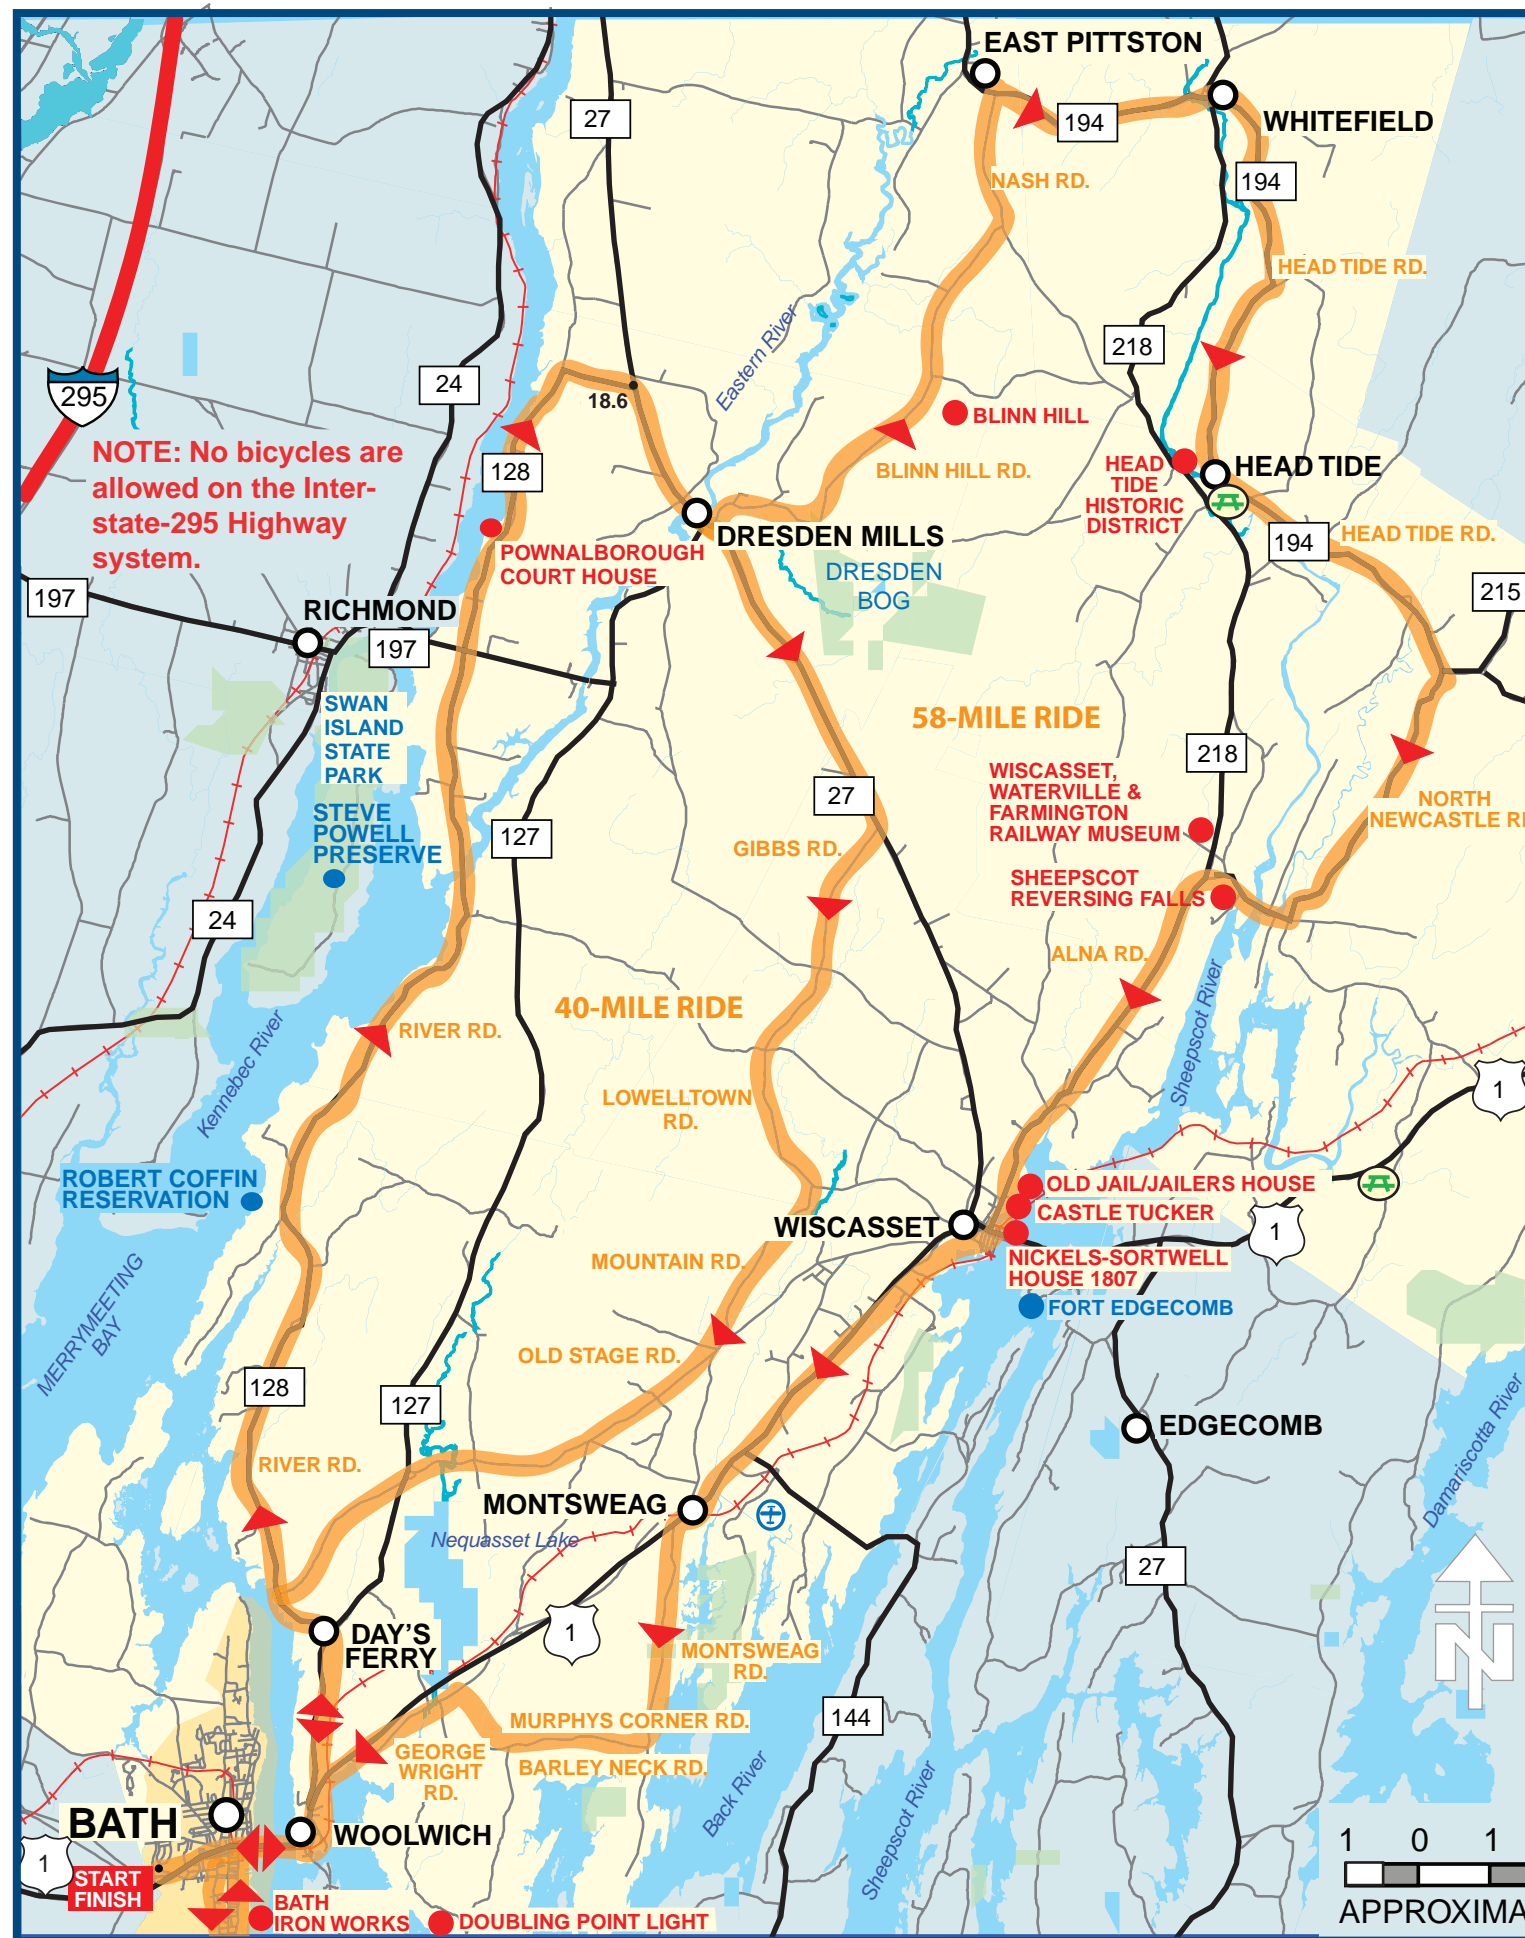 EAST PITTSTON
27
194
WHITEFIELD
NASH RD.
194
HEAD TIDE RD.
Eastern River
218
295
24
18.6
BLINN HILL
NOTE: No bicycles are
allowed on the Inter-
state-295 Highway
system.
128
BLINN HILL RD.
HEAD
TIDE
HISTORIC
DISTRICT
HEAD TIDE
DRESDEN MILLS
194
HEAD TIDE RD.
POWNALBOROUGH
COURT HOUSE
DRESDEN
BOG
197
215
RICHMOND
197
SWAN
ISLAND
STATE
PARK
58-MILE RIDE
218
STEVE
POWELL
PRESERVE
27
WISCASSET,
WATERVILLE &
FARMINGTON
RAILWAY MUSEUM
NORTH
NEWCASTLE R
127
GIBBS RD.
SHEEPSCOT
REVERSING FALLS
24
ALNA RD.
40-MILE RIDE
RIVER RD.
Kennebec River
Sheepscot River
LOWELLTOWN
RD.
1
ROBERT COFFIN
RESERVATION
OLD JAIL/JAILERS HOUSE
CASTLE TUCKER
WISCASSET
1
MOUNTAIN RD.
NICKELS-SORTWELL
HOUSE 1807
FORT EDGECOMB
MERRYMEETING
BAY
OLD STAGE RD.
128
127
EDGECOMB
Damariscotta River
RIVER RD.
MONTSWEAG
Nequasset Lake
27
N
1
DAY'S
FERRY
MONTSWEAG
RD.
144
MURPHYS CORNER RD.
GEORGE
WRIGHT
RD.
BARLEY NECK RD.
Back River
Sheepscot River
BATH
WOOLWICH
1
START
FINISH
1 0 1
APPROXIMA
BATH
IRON WORKS
DOUBLING POINT LIGHT